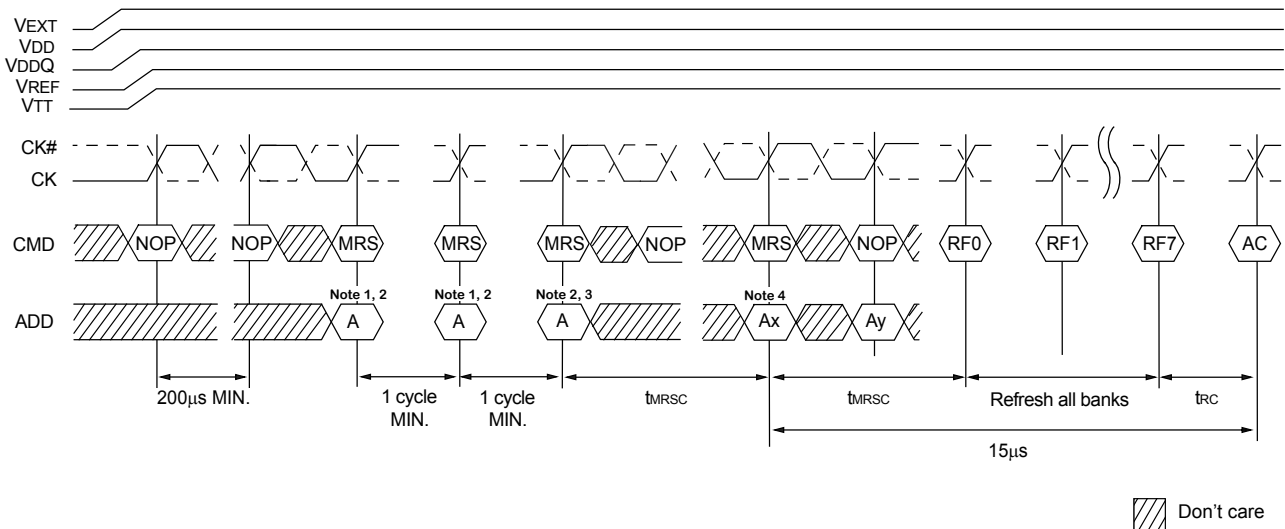 VEXT
VDD
VDDQ
VREF
VTT
CK#
CK
CMD NOP NOP MRS MRS MRS NOP MRS NOP RF0 RF1 RF7 AC
Note 1, 2 Note 1, 2 Note 2, 3 Note 4
ADD A A A Ax Ay
200μs MIN. 1 cycle MIN. 1 cycle MIN. tMRSC tMRSC Refresh all banks tRC
15μs
Don't care